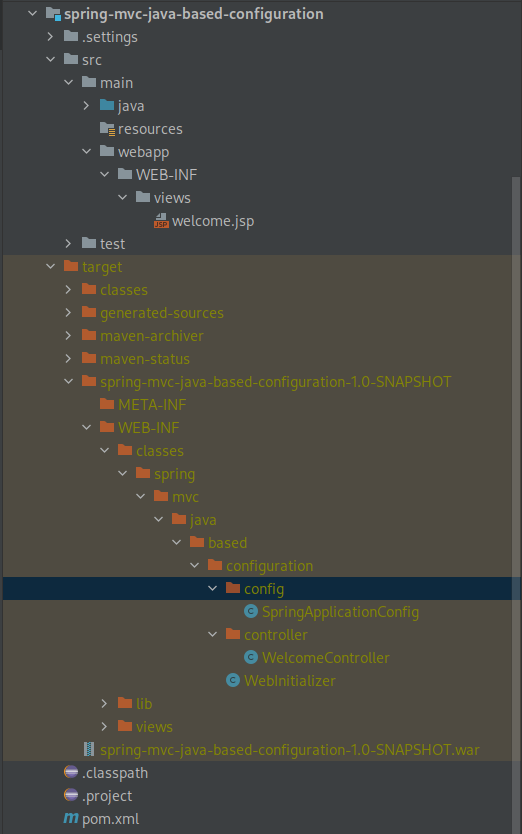 spring-mvc-java-based-configuration
.settings
src
main
java
resources
webapp
WEB-INF
views
JSP welcome.jsp
test
target
classes
generated-sources
maven-archiver
maven-status
spring-mvc-java-based-configuration-1.0-SNAPSHOT
META-INF
WEB-INF
classes
spring
mvc
java
based
configuration
config
C SpringApplicationConfig
controller
C WelcomeController
C WebInitializer
lib
views
spring-mvc-java-based-configuration-1.0-SNAPSHOT.war
.classpath
.project
m pom.xml